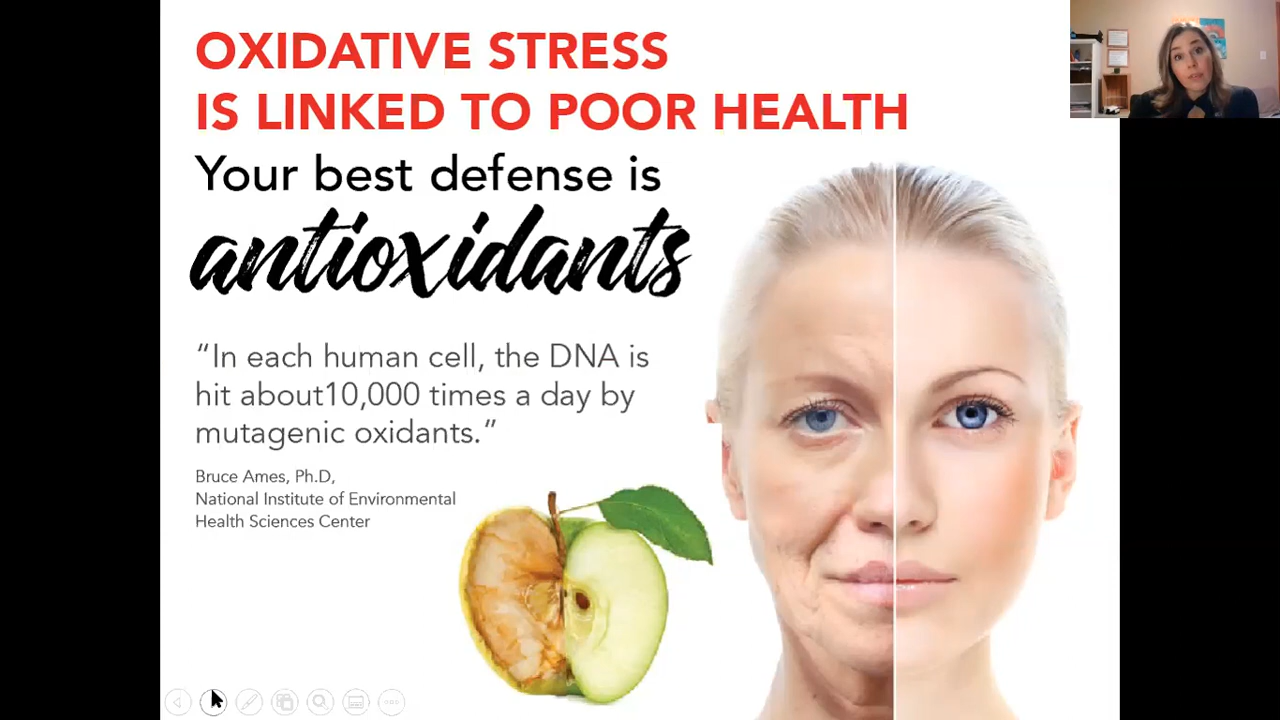 OXIDATIVE STRESS
IS LINKED TO POOR HEALTH
Your best defense is
antioxidants
“In each human cell, the DNA is
hit about10,000 times a day by
mutagenic oxidants.”
Bruce Ames, Ph.D,
National Institute of Environmental
Health Sciences Center